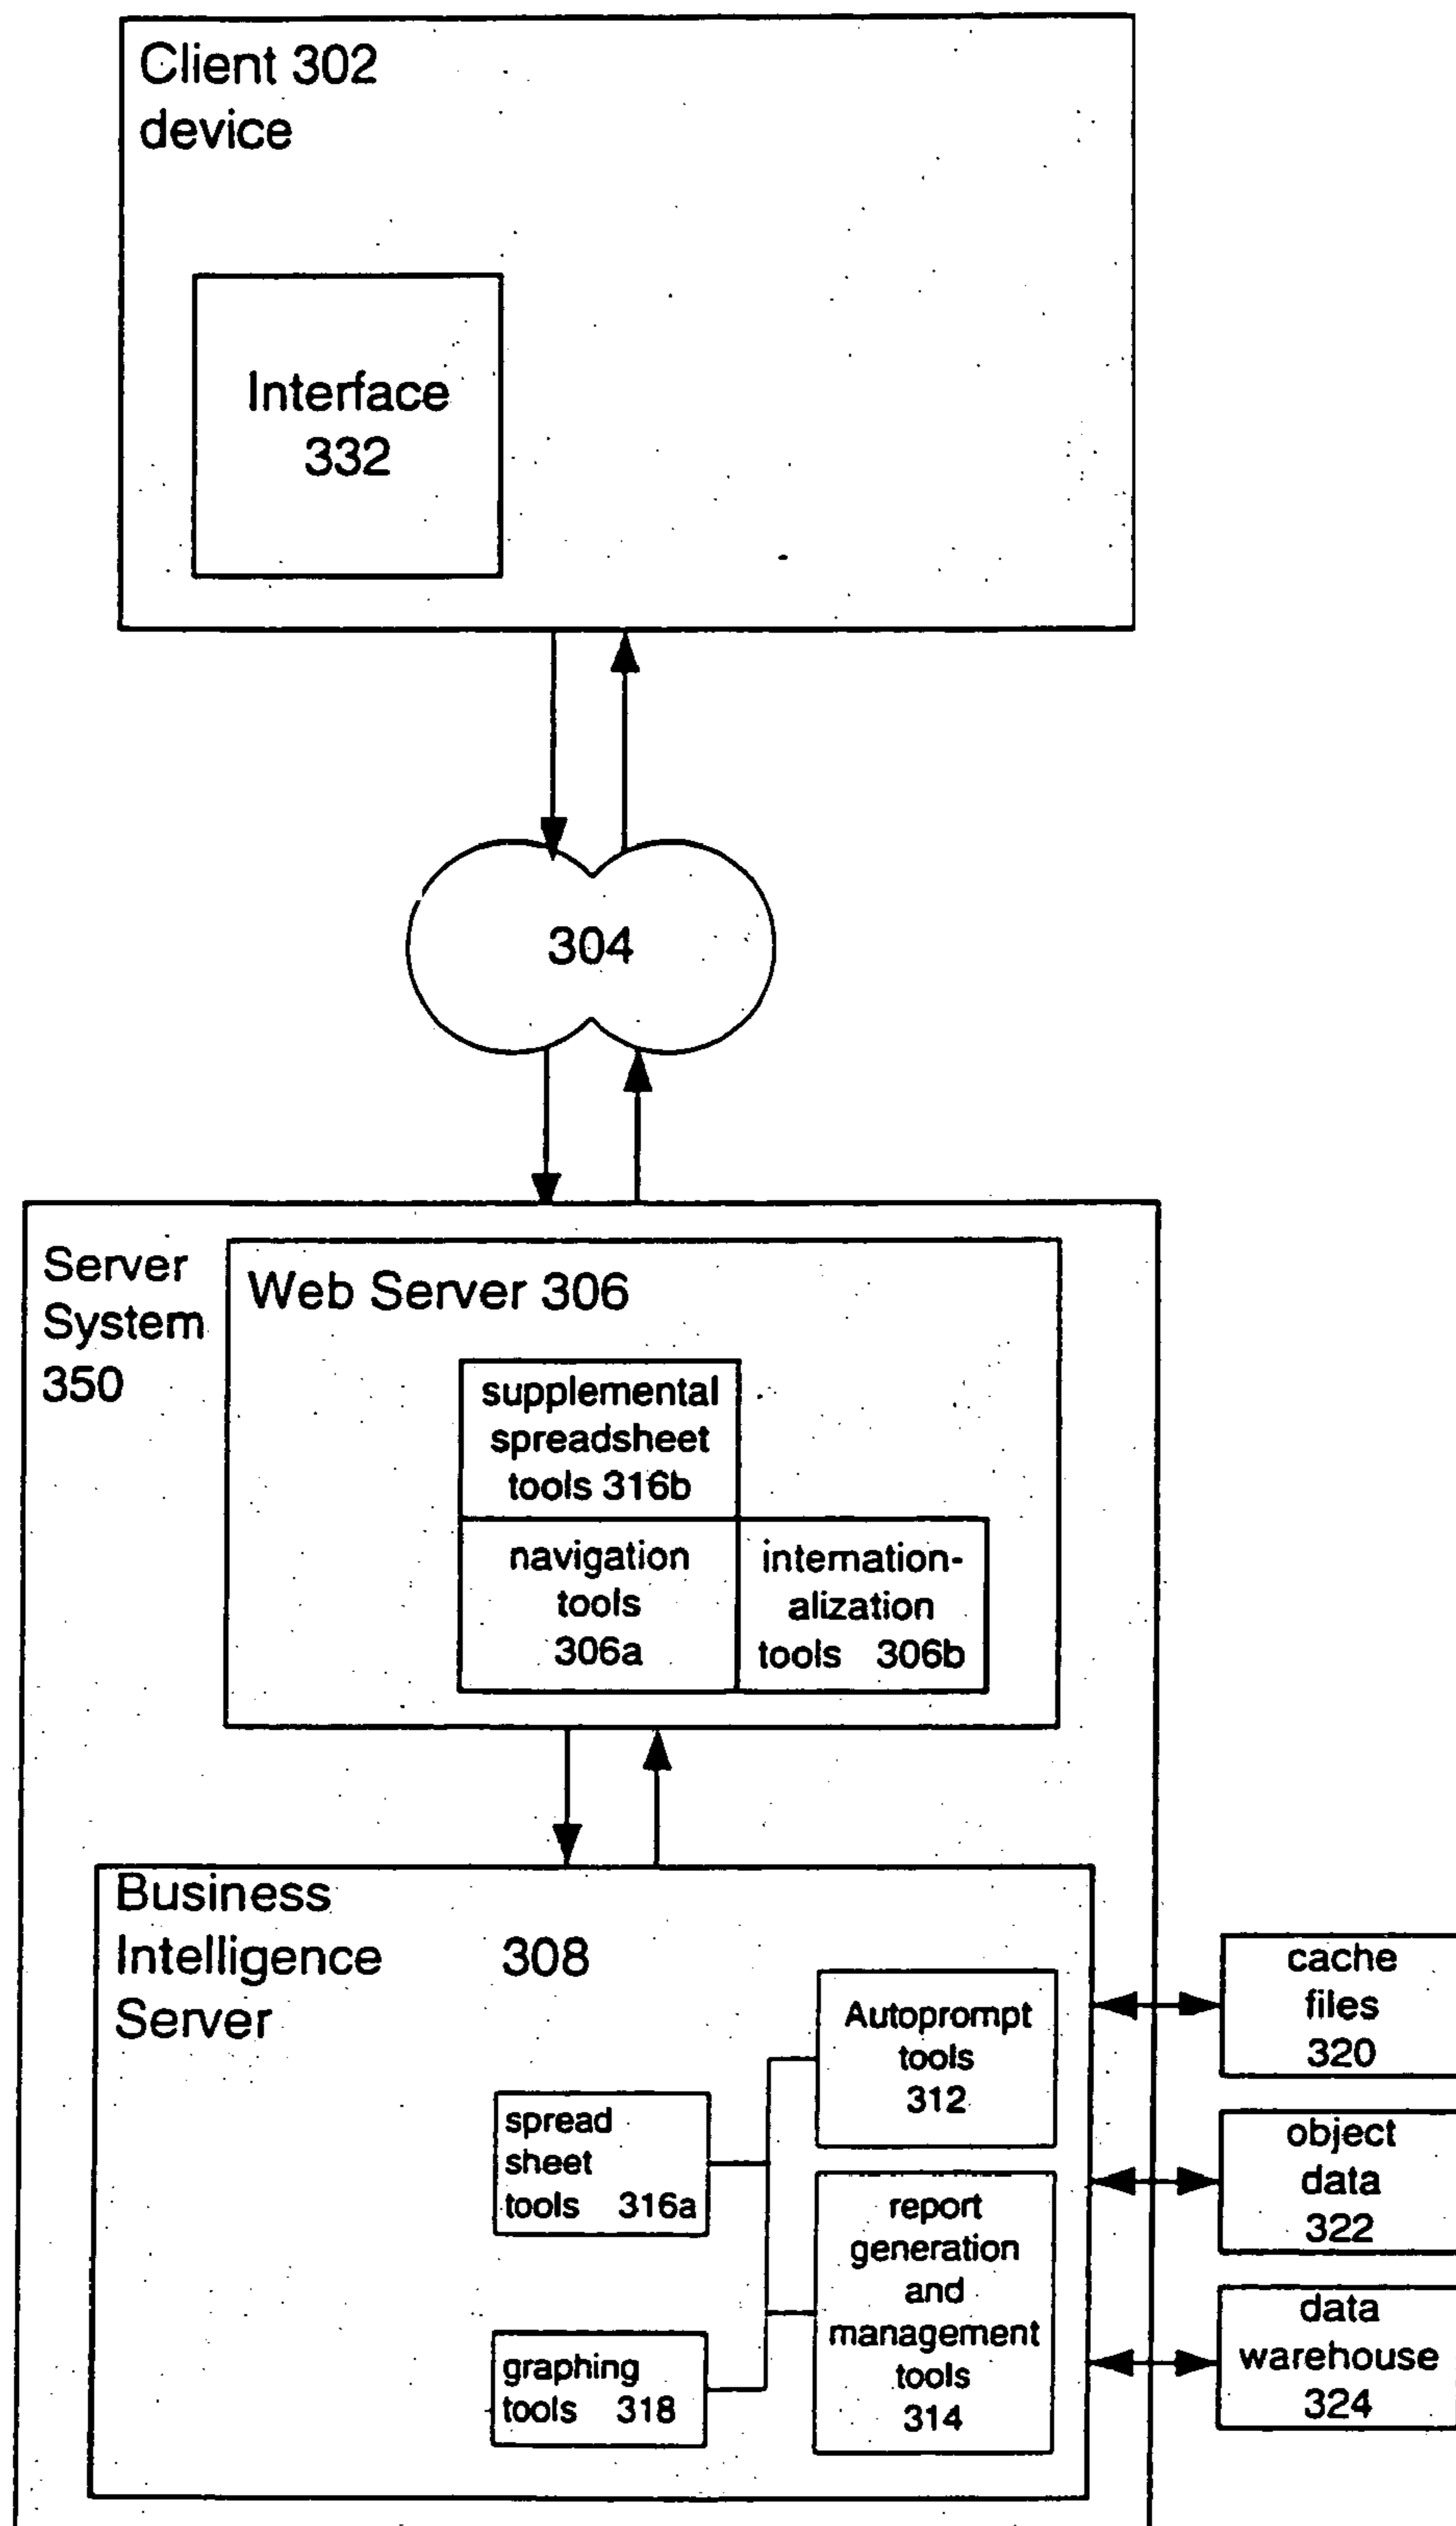 Client 302
device
Interface
332
304
Server
System
350
Web Server 306
supplemental
spreadsheet
tools 316b
navigation
tools
306a
internation-
alization
tools 306b
Business
Intelligence 308
Server
Autoprompt
tools
312
spread
sheet
tools 316a
report
generation
and
management
tools
314
graphing
tools 318
cache
files
320
object
data
322
data
warehouse
324